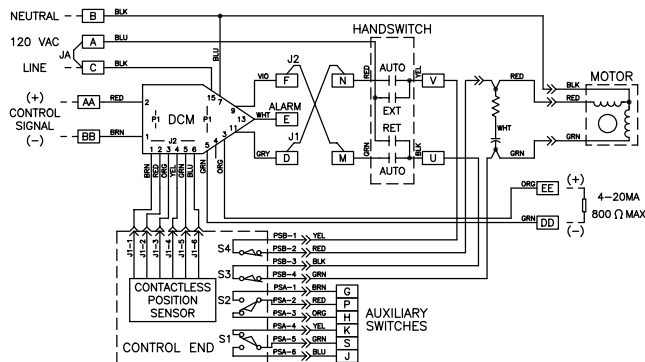 NEUTRAL B BLK
120 VAC A BLU
JA
LINE C BLK
BLU
HANDSWITCH
AUTO
EXT
RET
AUTO
RED
GRN
YEL
BLK
V
U
(+) AA RED 2
CONTROL
SIGNAL
(-) BB BRN 1
P1 DCM P1
J2
15 7
9
13
11
1 2 3 4 5 6
5 4 3
VIO F J2 N
WHT ALARM E
GRY D J1 M
BRN
RED
ORG
YEL
GRN
BLU
GRN
ORG
RED
WHT
GRN
MOTOR
BLK
RED
GRN
ORG EE (+)
4-20MA
800 Ω MAX
GRN DD (-)
J1-1
J1-2
J1-3
J1-4
J1-5
J1-6
CONTACTLESS
POSITION
SENSOR
CONTROL END
S4
S3
S2
S1
PSB-1 YEL
PSB-2 RED
PSB-3 BLK
PSB-4 GRN
PSA-1 BRN G
PSA-2 RED P
PSA-3 ORG H
PSA-4 YEL K
PSA-5 GRN S
PSA-6 BLU J
AUXILIARY
SWITCHES